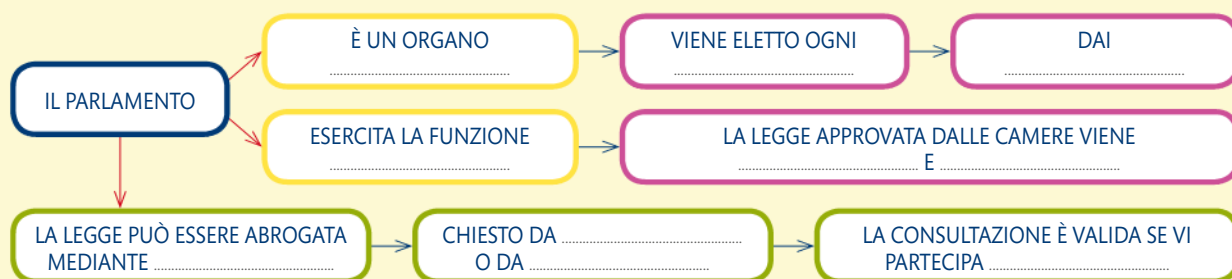 IL PARLAMENTO
È UN ORGANO
................................................
VIENE ELETTO OGNI
................................................
DAI
................................................
ESERCITA LA FUNZIONE
................................................
LA LEGGE APPROVATA DALLE CAMERE VIENE
................................................ E ................................................
LA LEGGE PUÒ ESSERE ABROGATA
MEDIANTE ................................................
CHIESTO DA ................................................
O DA ................................................
LA CONSULTAZIONE È VALIDA SE VI
PARTECIPA ................................................